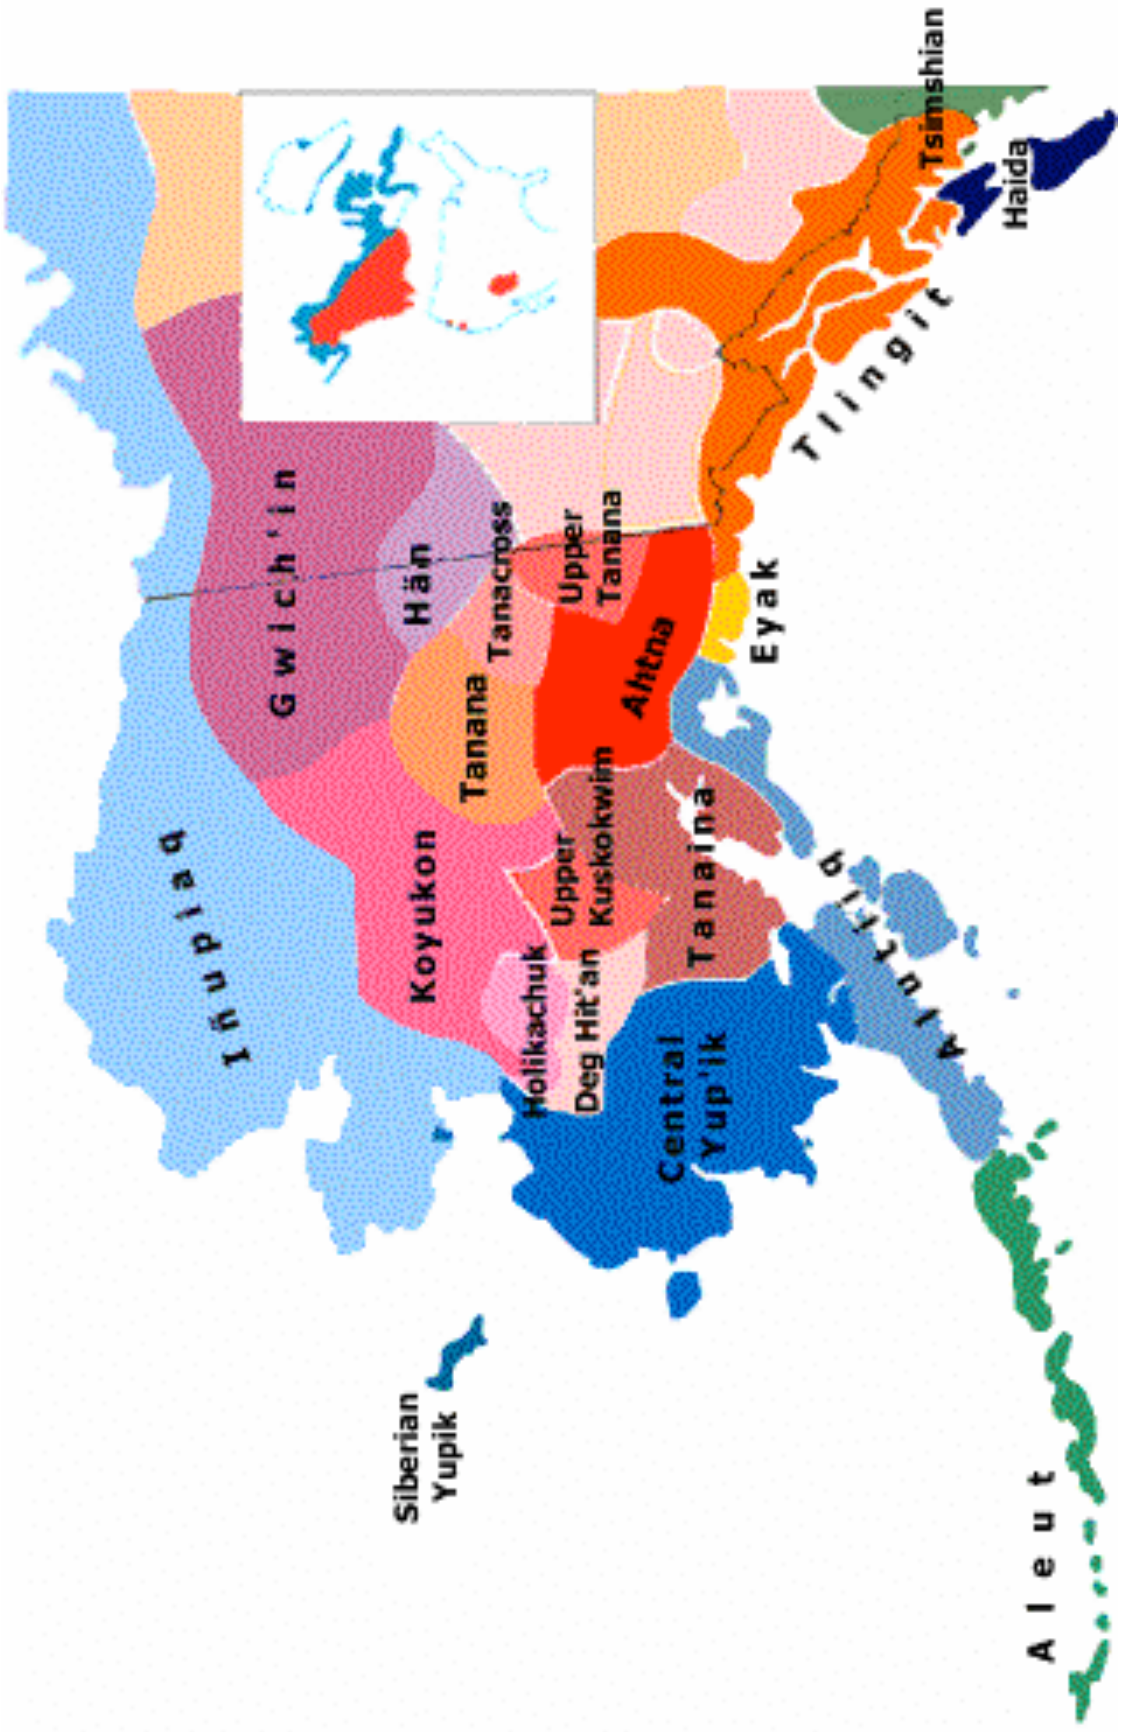 Iñupiaq
Gwich'in
Koyukon
Hän
Tanana
Tanacross
Holikachuk
Upper
Kuskokwim
Upper
Tanana
Deg Hit'an
Ahtna
Tanaina
Siberian
Yupik
Central
Yup'ik
Eyak
Tlingit
Tsimshian
Haida
Alutiiq
Aleut